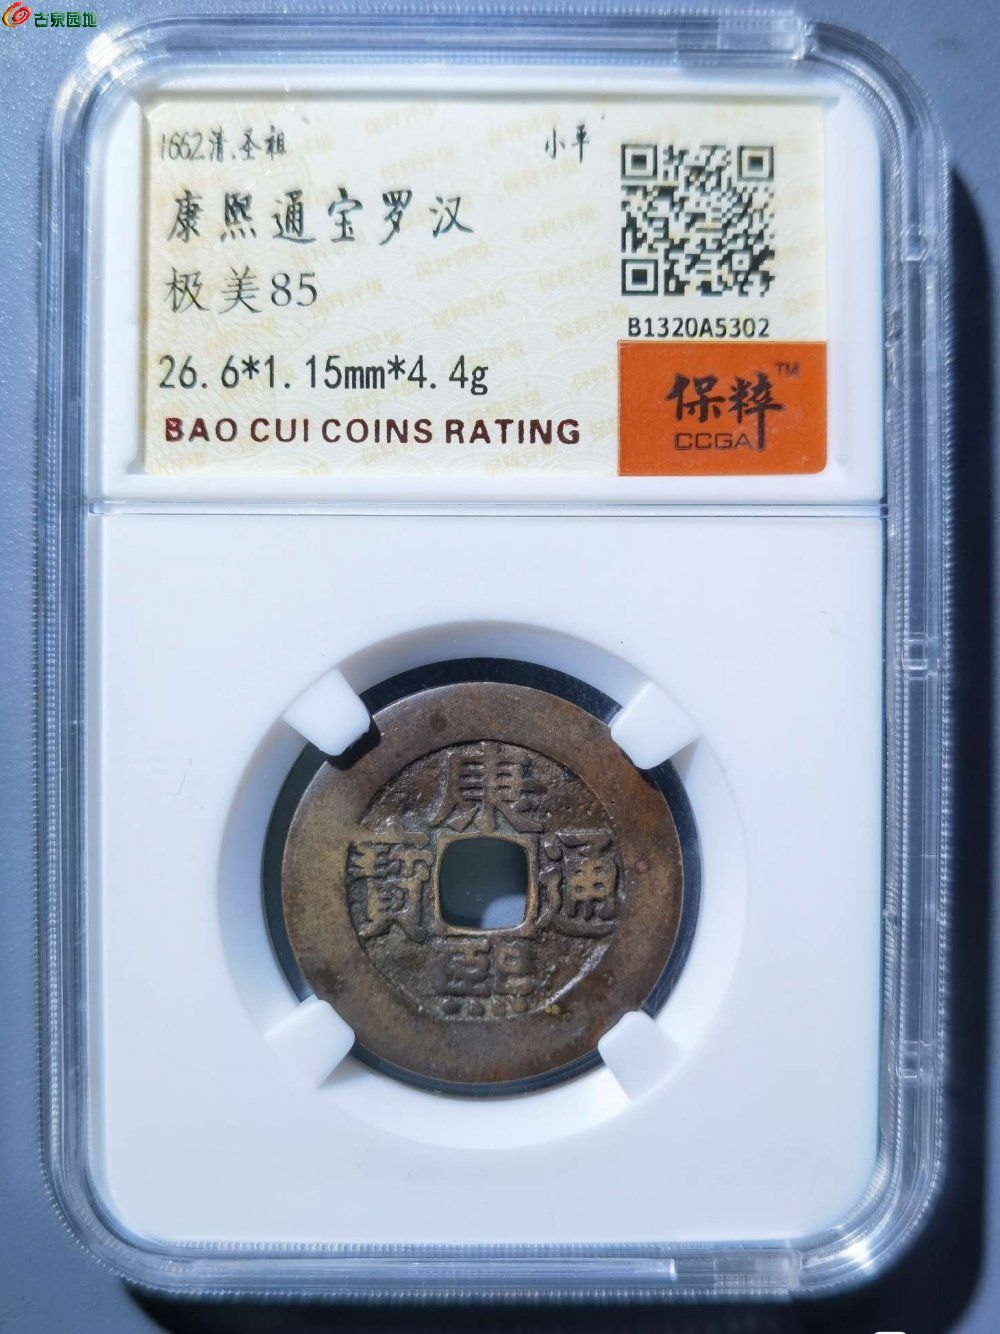 古泉园地
1662清.圣祖 小平
康熙通宝罗汉
极美85
26.6*1.15mm*4.4g
BAO CUI COINS RATING
B1320A5302
保粹TM
CCGA
康
寶 通
熙